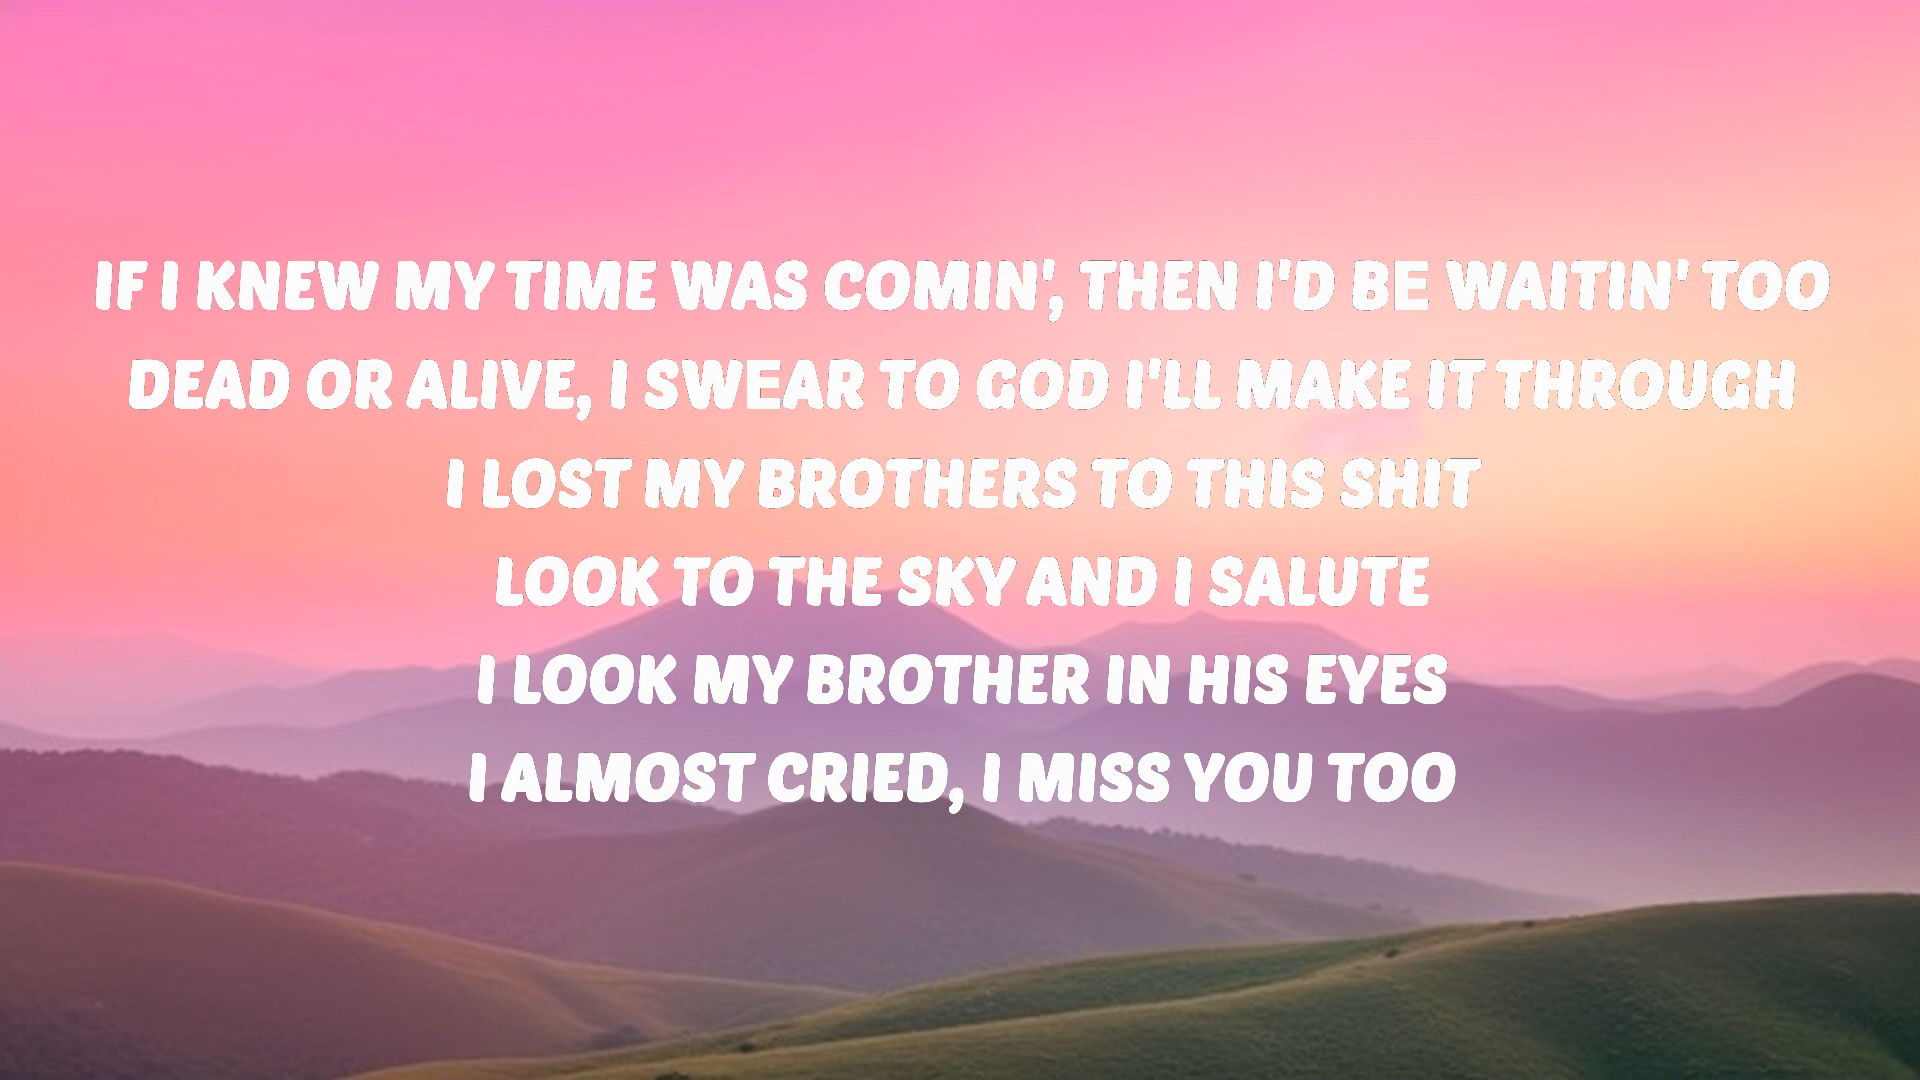 IF I KNEW MY TIME WAS COMIN', THEN I'D BE WAITIN' TOO
DEAD OR ALIVE, I SWEAR TO GOD I'LL MAKE IT THROUGH
I LOST MY BROTHERS TO THIS SHIT
LOOK TO THE SKY AND I SALUTE
I LOOK MY BROTHER IN HIS EYES
I ALMOST CRIED, I MISS YOU TOO